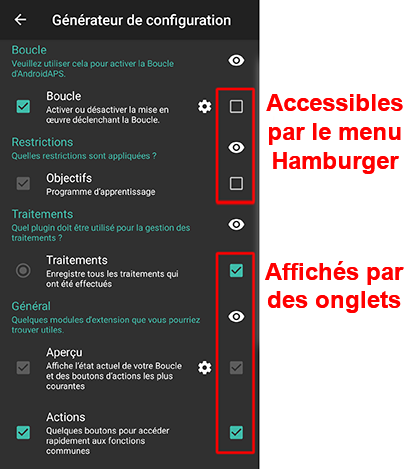 Générateur de configuration
Boucle
Veuillez utiliser cela pour activer la Boucle
d'AndroidAPS.
Boucle
Activer ou désactiver la mise en
œuvre déclenchant la Boucle.
Restrictions
Quelles restrictions sont appliquées ?
Objectifs
Programme d'apprentissage
Traitements
Quel plugin doit être utilisé pour la gestion des
traitements ?
Traitements
Enregistre tous les traitements qui
ont été effectués
Général
Quelques modules d'extension que vous pourriez
trouver utiles.
Aperçu
Affiche l'état actuel de votre Boucle
et des boutons d'actions les plus
courantes
Actions
Quelques boutons pour accéder
rapidement aux fonctions
communes
Accessibles
par le menu
Hamburger
Affichés par
des onglets